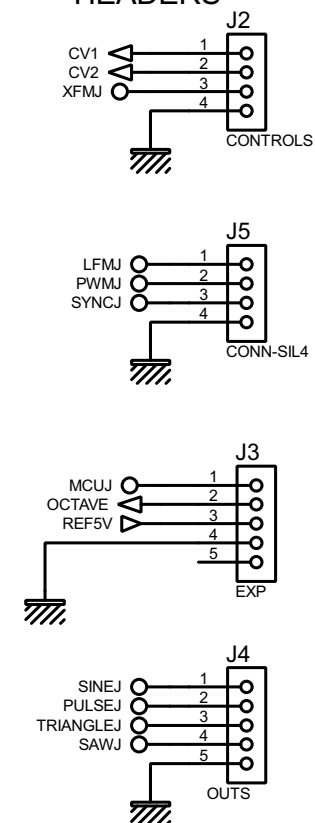 HEADERS
J2
CV1 1
CV2 2
XFMJ 3
4
CONTROLS
J5
LFMJ 1
PWMJ 2
SYNCJ 3
4
CONN-SIL4
J3
MCUJ 1
OCTAVE 2
REF5V 3
4
5
EXP
J4
SINEJ 1
PULSEJ 2
TRIANGLEJ 3
SAWJ 4
5
OUTS